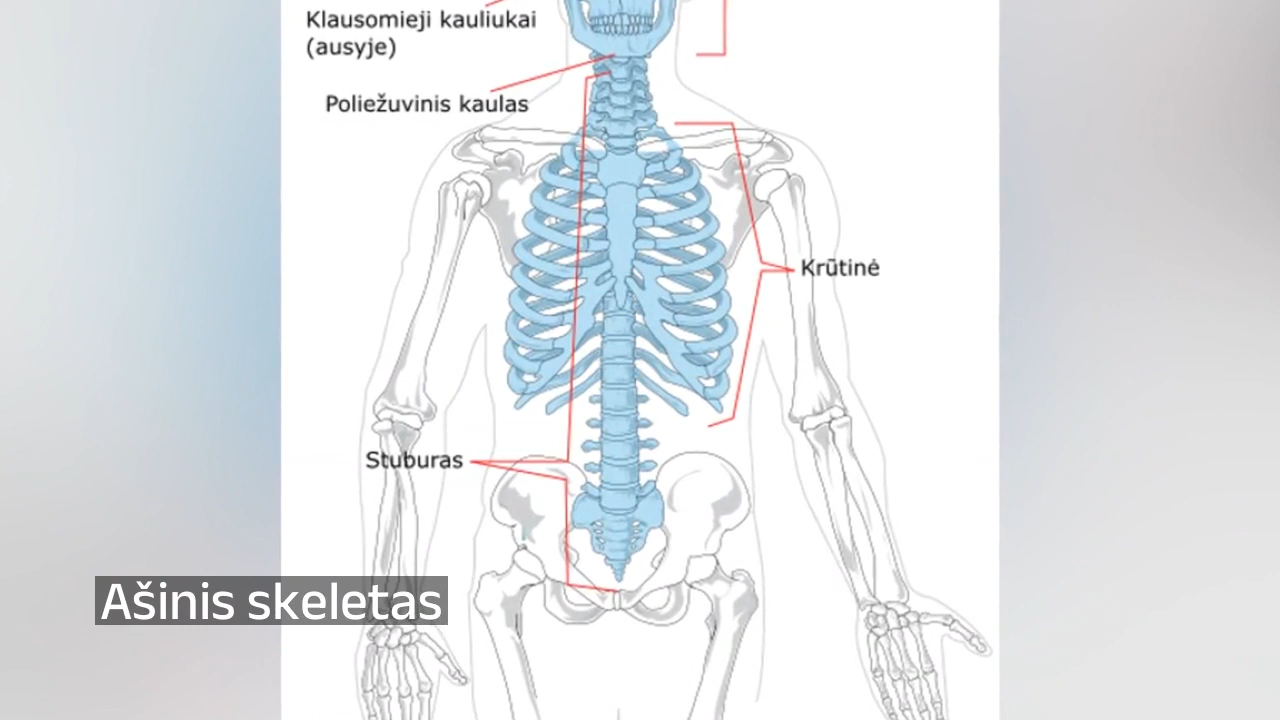 Klausomieji kauliukai
(ausyje)
Poliežuvinis kaulas
Krūtinė
Stuburas
Ašinis skeletas